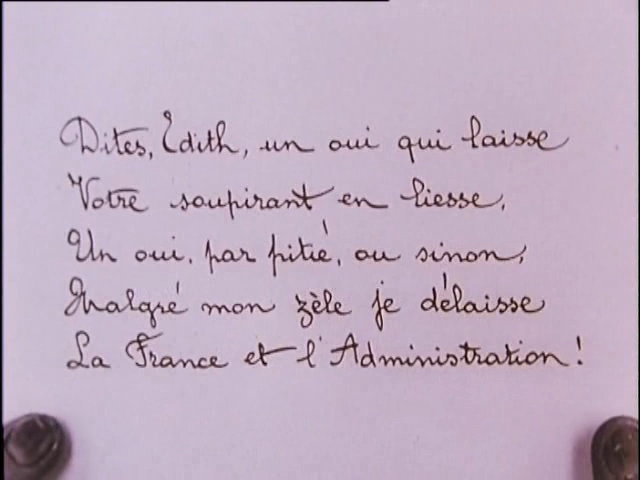 Dites, Edith, un oui qui laisse
Votre soupirant en liesse,
Un oui, par pitié, ou sinon,
Malgré mon zèle je délaisse
La France et l'Administration !